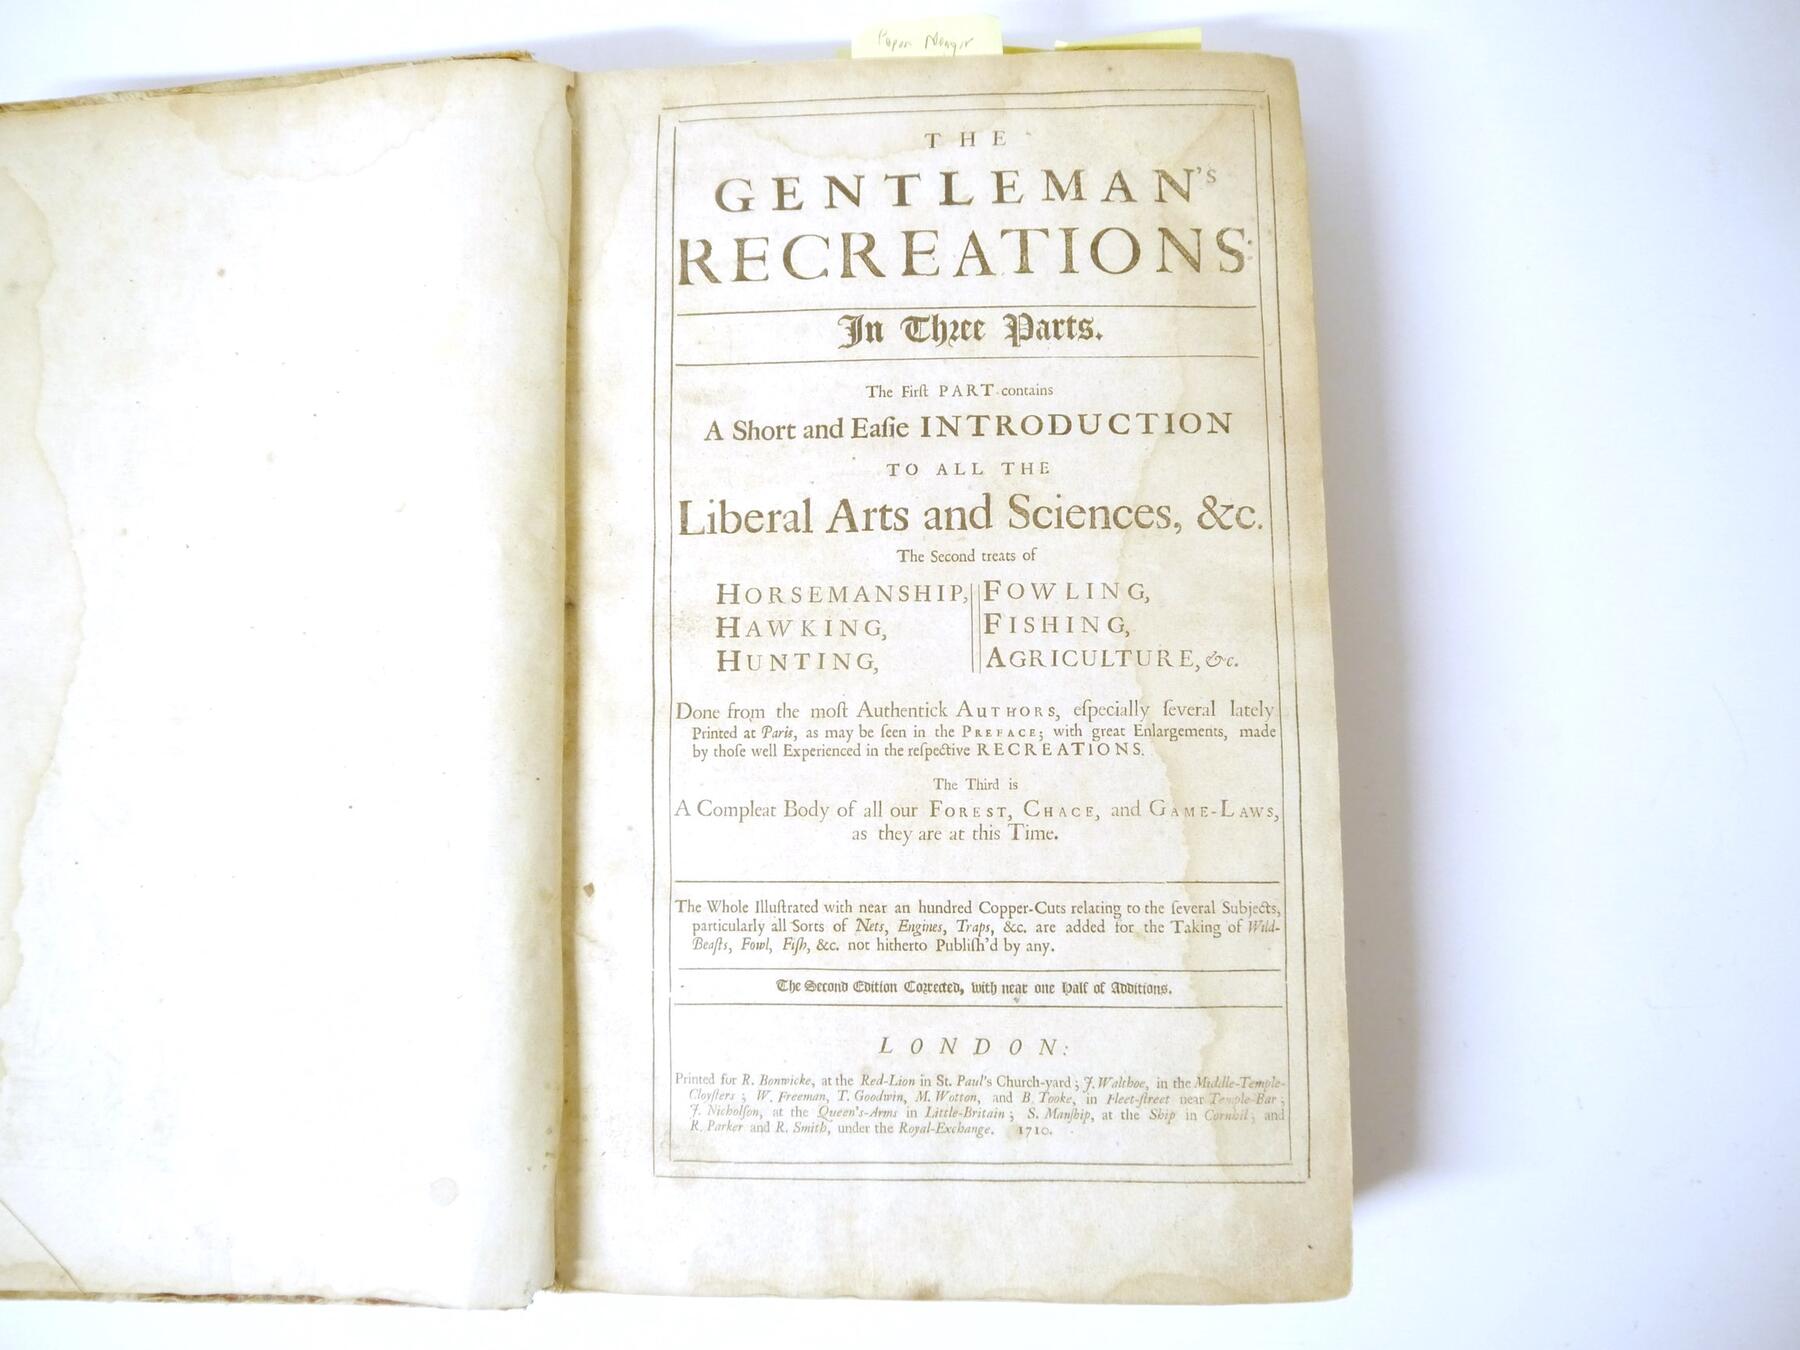 THE
GENTLEMAN's
RECREATIONS:
In Three Parts.
The Firſt PART contains
A Short and Eaſie INTRODUCTION
TO ALL THE
Liberal Arts and Sciences, &c.
The Second treats of
HORSEMANSHIP, FOWLING,
HAWKING, FISHING,
HUNTING, AGRICULTURE, &c.
Done from the moſt Authentick AUTHORS, eſpecially ſeveral lately
Printed at Paris, as may be ſeen in the PREFACE; with great Enlargements, made
by thoſe well Experienced in the reſpective RECREATIONS.
The Third is
A Compleat Body of all our FOREST, CHACE, and GAME-LAWS,
as they are at this Time.
The Whole Illuſtrated with near an hundred Copper-Cuts relating to the ſeveral Subjects,
particularly all Sorts of Nets, Engines, Traps, &c. are added for the Taking of Wild-
Beaſts, Fowl, Fiſh, &c. not hitherto Publiſh'd by any.
The Second Edition Corrected, with near one Half of Additions.
LONDON:
Printed for R. Bonwicke, at the Red-Lion in St. Paul's Church-yard; J. Walthoe, in the Middle-Temple-
Cloyſters; W. Freeman, T. Goodwin, M. Wotton, and B. Tooke, in Fleet-ſtreet near Temple-Bar;
J. Nicholſon, at the Queen's-Arms in Little-Britain; S. Manſhip, at the Ship in Cornhil; and
R. Parker and R. Smith, under the Royal-Exchange. 1710.